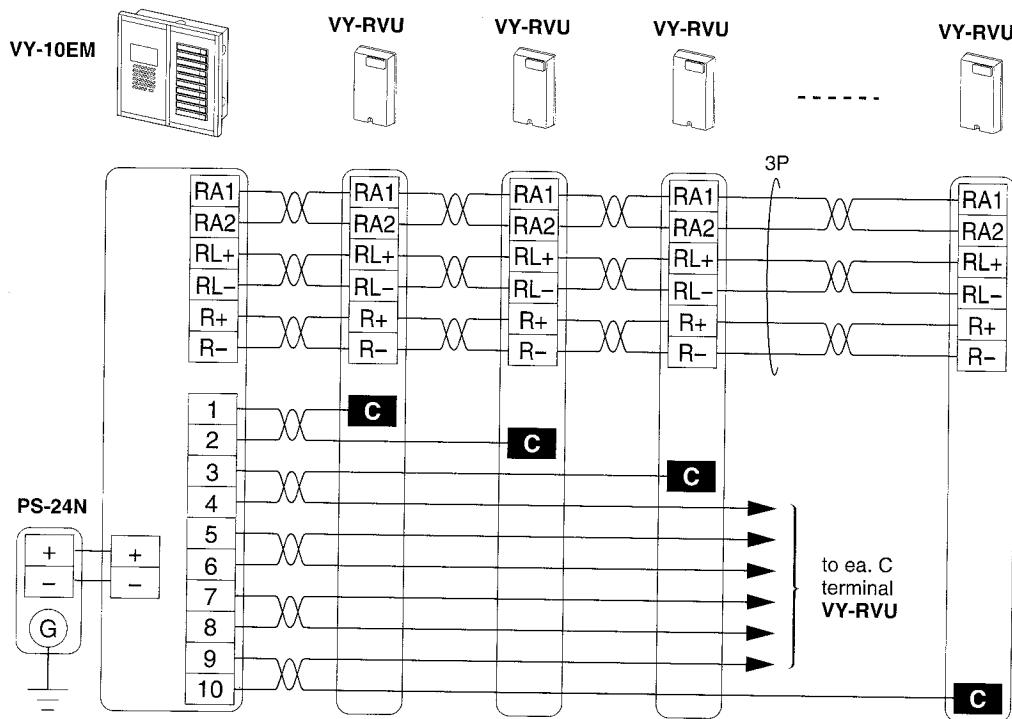 VY-10EM
VY-RVU VY-RVU VY-RVU VY-RVU
3P
RA1 RA1 RA1 RA1 RA1
RA2 RA2 RA2 RA2 RA2
RL+ RL+ RL+ RL+ RL+
RL− RL− RL− RL− RL−
R+ R+ R+ R+ R+
R− R− R− R− R−
1 C
2 C
3 C
4
5
6
7
8
9
10 C
PS-24N
+ +
− −
G
to ea. C
terminal
VY-RVU